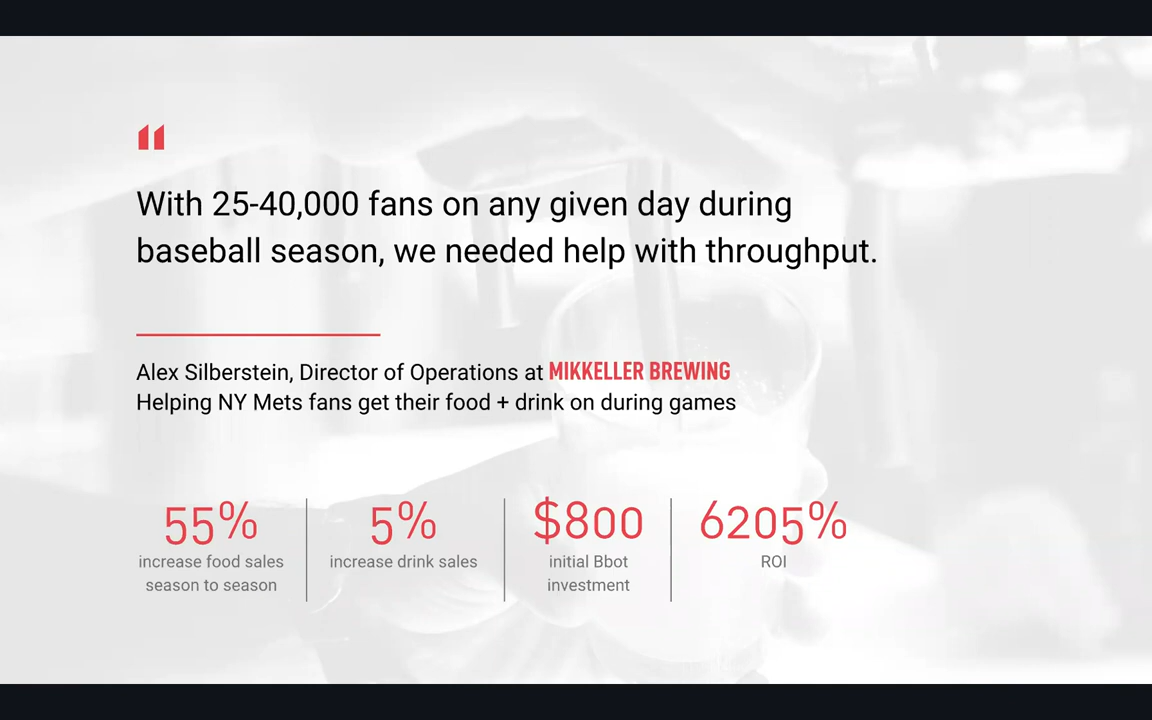 "
With 25-40,000 fans on any given day during
baseball season, we needed help with throughput.
Alex Silberstein, Director of Operations at MIKKELLER BREWING
Helping NY Mets fans get their food + drink on during games
55% 5% $800 6205%
increase food sales increase drink sales initial Bbot ROI
season to season investment